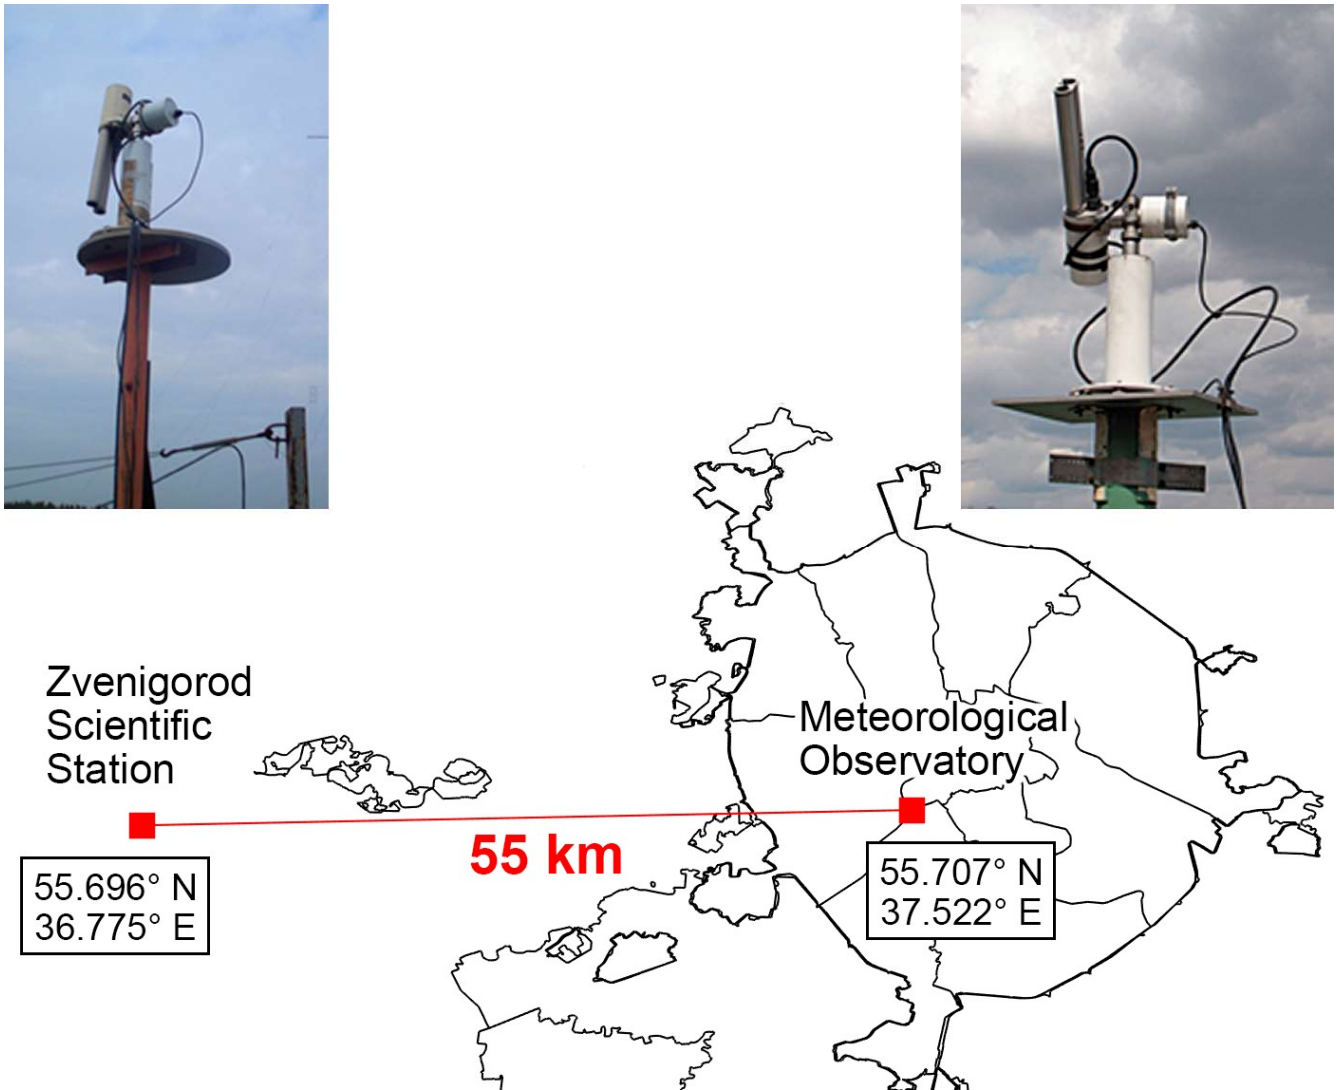 Zvenigorod
Scientific
Station
Meteorological
Observatory
55 km
55.696° N
36.775° E
55.707° N
37.522° E